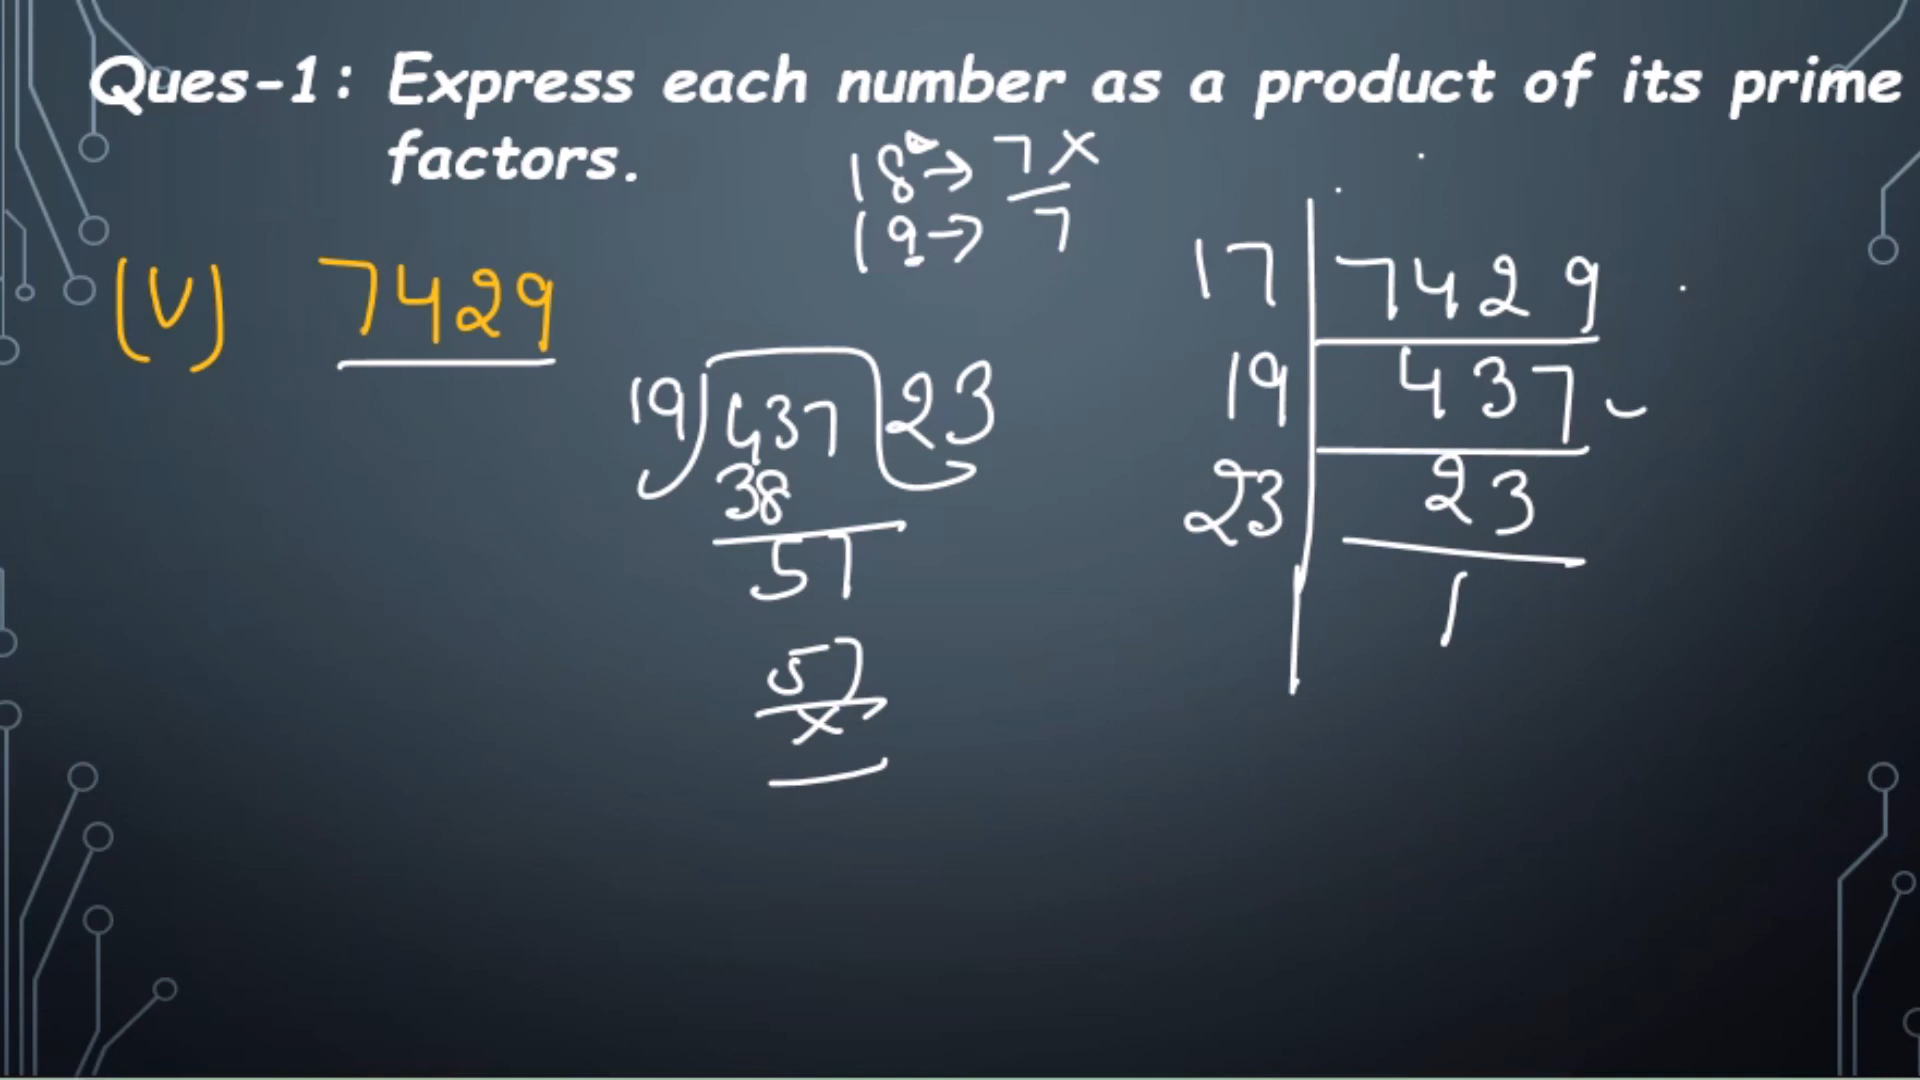 Ques-1: Express each number as a product of its prime
factors.
18 → 7 X
19 → 7
(V) 7429
19) 437 (23
38
57
57
x
17 | 7429
19 | 437
23 | 23
1